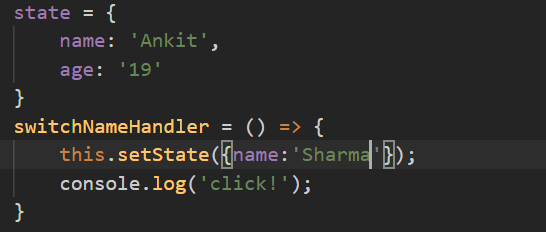 state = {
    name: 'Ankit',
    age: '19'
}
switchNameHandler = () => {
    this.setState({name:'Sharma'});
    console.log('click!');
}